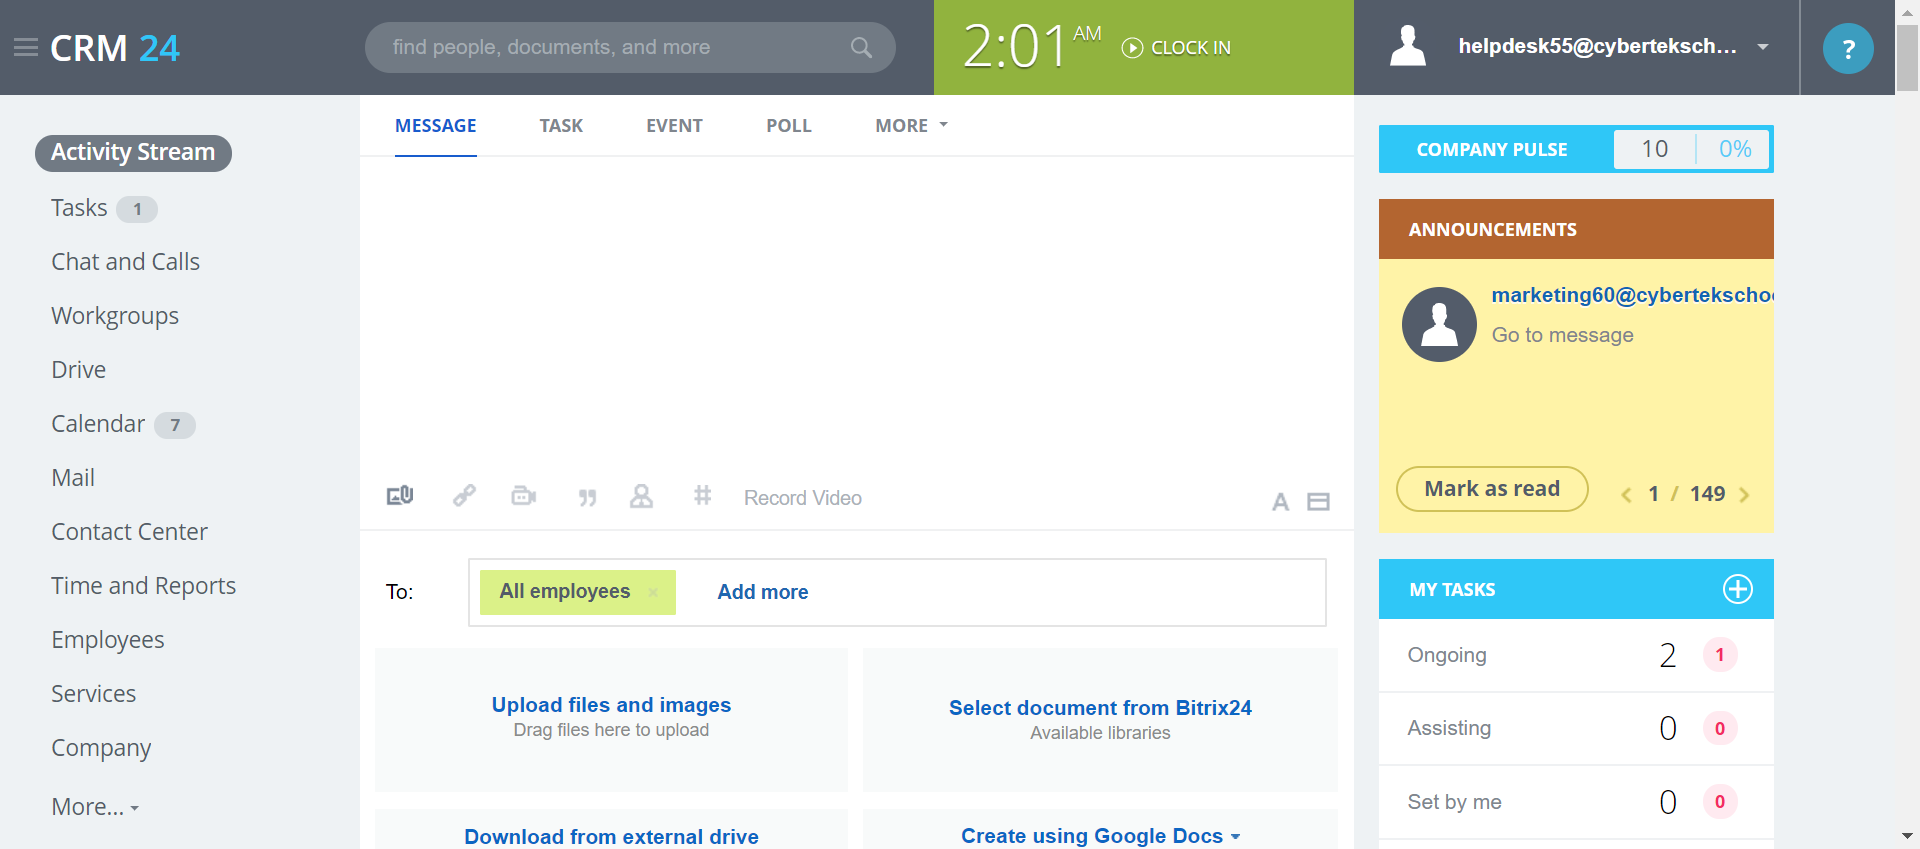 CRM 24
find people, documents, and more
2:01 AM
CLOCK IN
helpdesk55@cyberteksch...
?
Activity Stream
Tasks 1
Chat and Calls
Workgroups
Drive
Calendar 7
Mail
Contact Center
Time and Reports
Employees
Services
Company
More...
MESSAGE TASK EVENT POLL MORE
Record Video
A
To: All employees × Add more
Upload files and images
Drag files here to upload
Select document from Bitrix24
Available libraries
Download from external drive
Create using Google Docs
COMPANY PULSE 10 0%
ANNOUNCEMENTS
marketing60@cybertekschoo
Go to message
Mark as read
1 / 149
MY TASKS
Ongoing 2 1
Assisting 0 0
Set by me 0 0